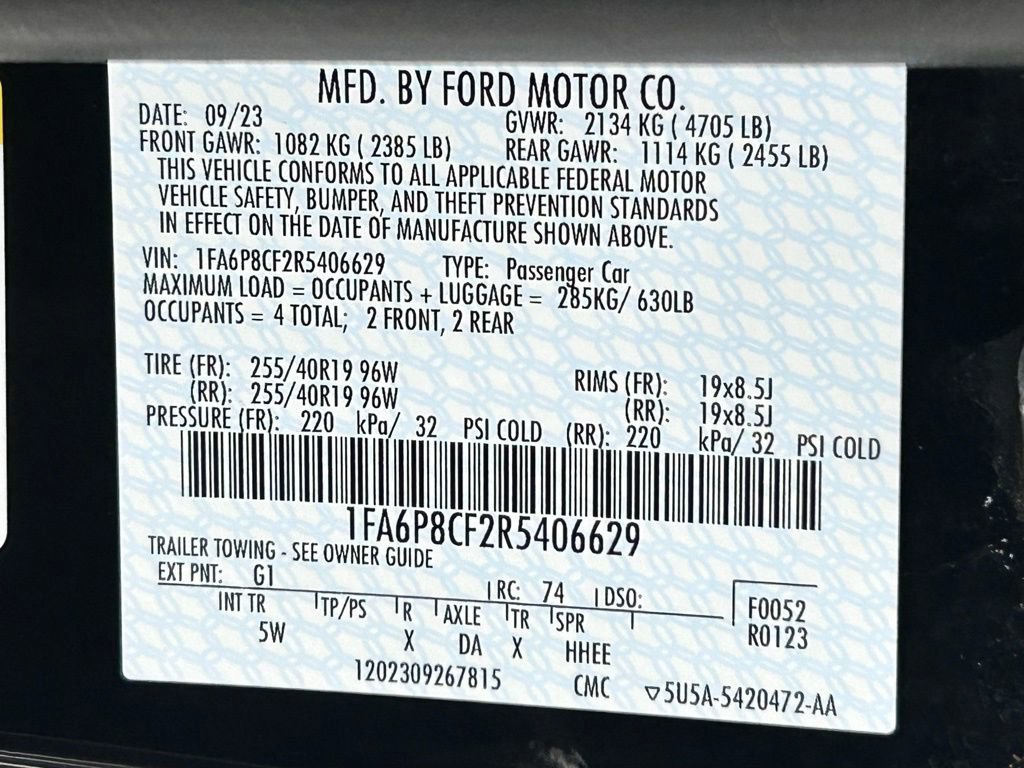 MFD. BY FORD MOTOR CO.
DATE: 09/23 GVWR: 2134 KG ( 4705 LB)
FRONT GAWR: 1082 KG ( 2385 LB) REAR GAWR: 1114 KG ( 2455 LB)
THIS VEHICLE CONFORMS TO ALL APPLICABLE FEDERAL MOTOR
VEHICLE SAFETY, BUMPER, AND THEFT PREVENTION STANDARDS
IN EFFECT ON THE DATE OF MANUFACTURE SHOWN ABOVE.
VIN: 1FA6P8CF2R5406629 TYPE: Passenger Car
MAXIMUM LOAD = OCCUPANTS + LUGGAGE = 285KG/ 630LB
OCCUPANTS = 4 TOTAL; 2 FRONT, 2 REAR
TIRE (FR): 255/40R19 96W RIMS (FR): 19x8.5J
(RR): 255/40R19 96W (RR): 19x8.5J
PRESSURE (FR): 220 kPa/ 32 PSI COLD (RR): 220 kPa/ 32 PSI COLD
1FA6P8CF2R5406629
TRAILER TOWING - SEE OWNER GUIDE
EXT PNT: G1 RC: 74 DSO: F0052
INT TR TP/PS R AXLE TR SPR R0123
5W X DA X HHEE
1202309267815 CMC ▽5U5A-5420472-AA